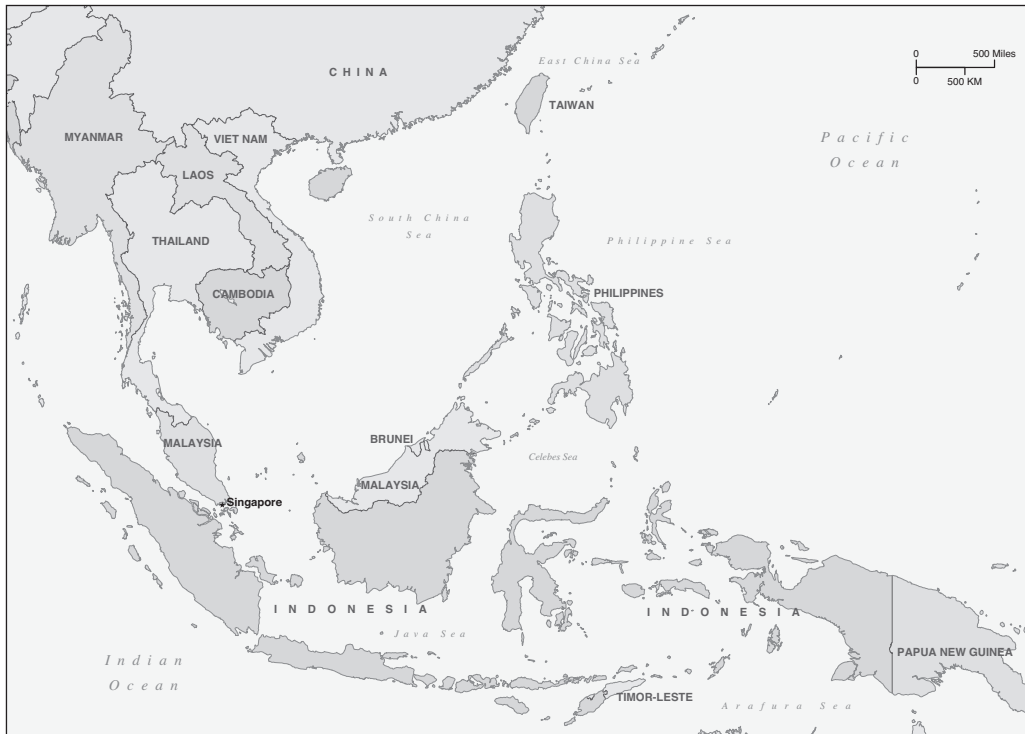 CHINA
East China Sea
0 500 Miles
0 500 KM
TAIWAN
MYANMAR
VIET NAM
Pacific
Ocean
LAOS
South China
Sea
THAILAND
Philippine Sea
CAMBODIA
PHILIPPINES
MALAYSIA
BRUNEI
Celebes Sea
MALAYSIA
Singapore
INDONESIA
INDONESIA
Java Sea
Indian
Ocean
PAPUA NEW GUINEA
TIMOR-LESTE
Arafura Sea